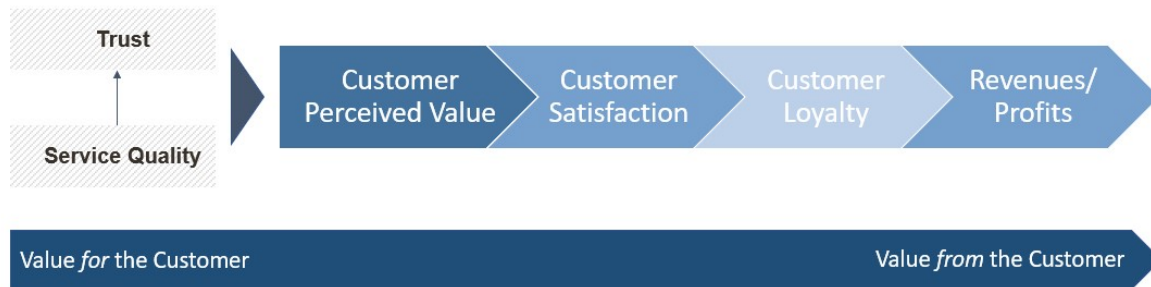 Trust
Service Quality
Customer
Perceived Value
Customer
Satisfaction
Customer
Loyalty
Revenues/
Profits
Value for the Customer
Value from the Customer